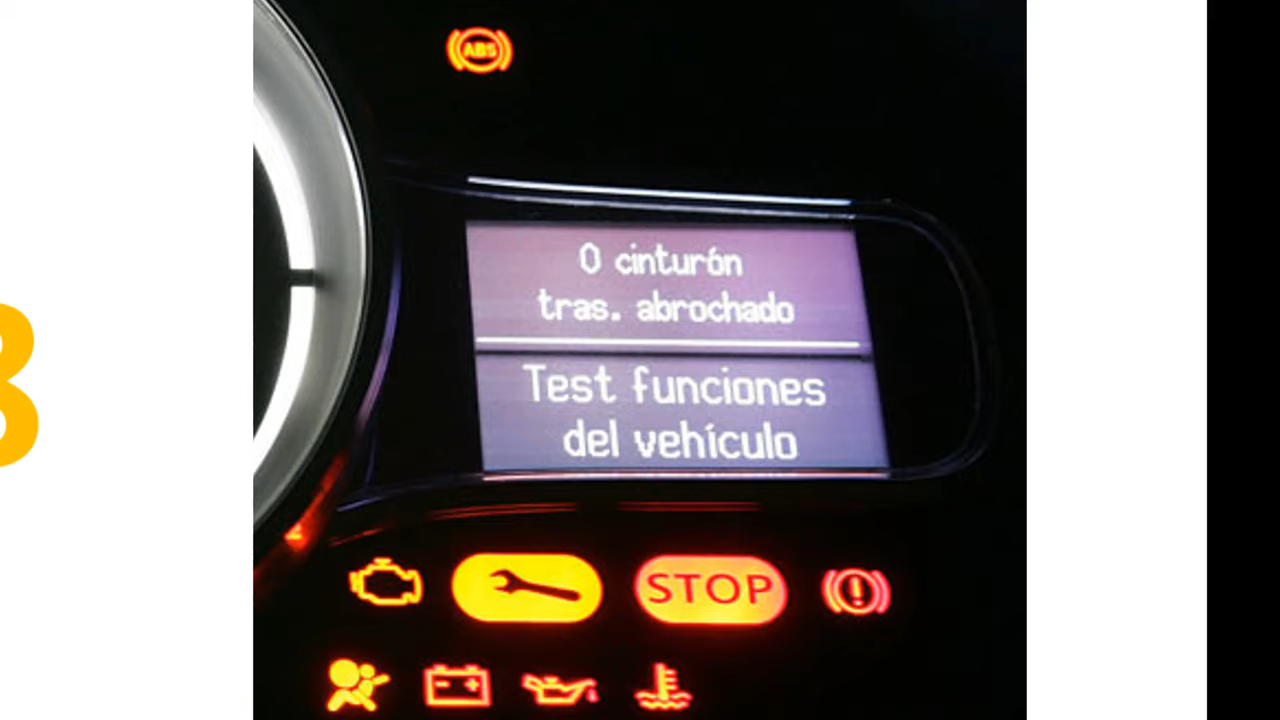 ABS
0 cinturón
tras. abrochado
Test funciones
del vehículo
STOP